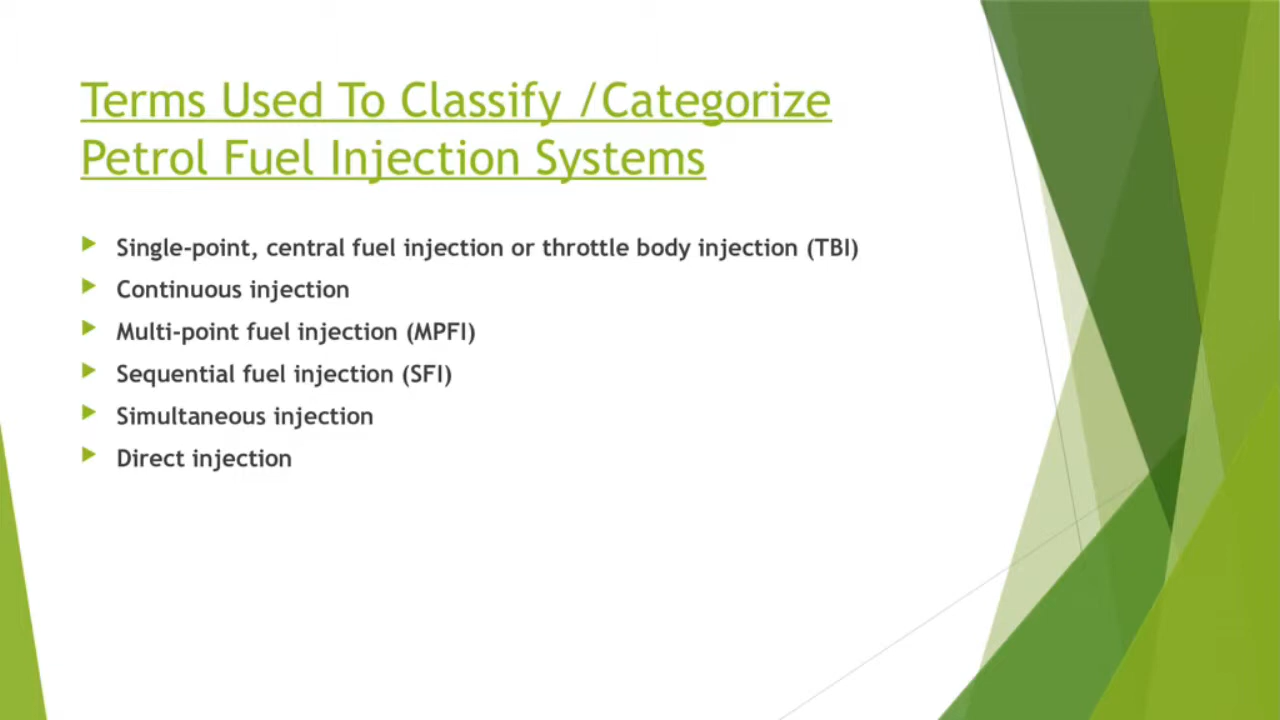 Terms Used To Classify /Categorize
Petrol Fuel Injection Systems
Single-point, central fuel injection or throttle body injection (TBI)
Continuous injection
Multi-point fuel injection (MPFI)
Sequential fuel injection (SFI)
Simultaneous injection
Direct injection